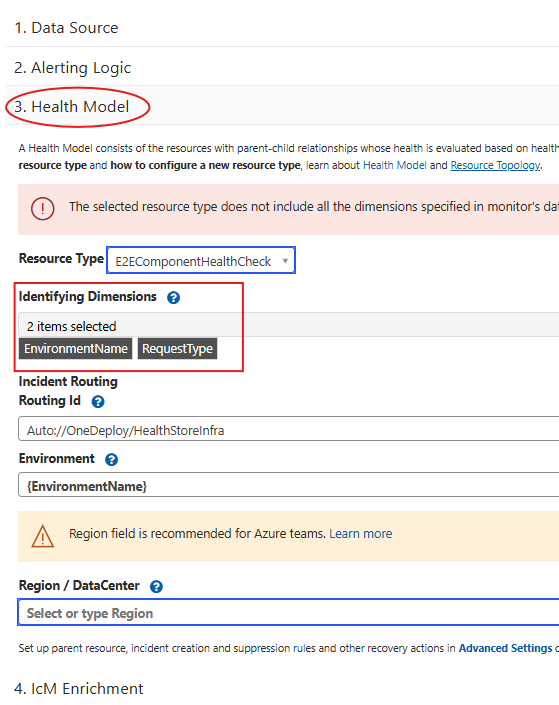 1. Data Source
2. Alerting Logic
3. Health Model
A Health Model consists of the resources with parent-child relationships whose health is evaluated based on health
resource type and how to configure a new resource type, learn about Health Model and Resource Topology.
The selected resource type does not include all the dimensions specified in monitor's da
Resource Type E2EComponentHealthCheck
Identifying Dimensions ?
2 items selected
EnvironmentName RequestType
Incident Routing
Routing Id ?
Auto://OneDeploy/HealthStoreInfra
Environment ?
{EnvironmentName}
Region field is recommended for Azure teams. Learn more
Region / DataCenter ?
Select or type Region
Set up parent resource, incident creation and suppression rules and other recovery actions in Advanced Settings o
4. IcM Enrichment